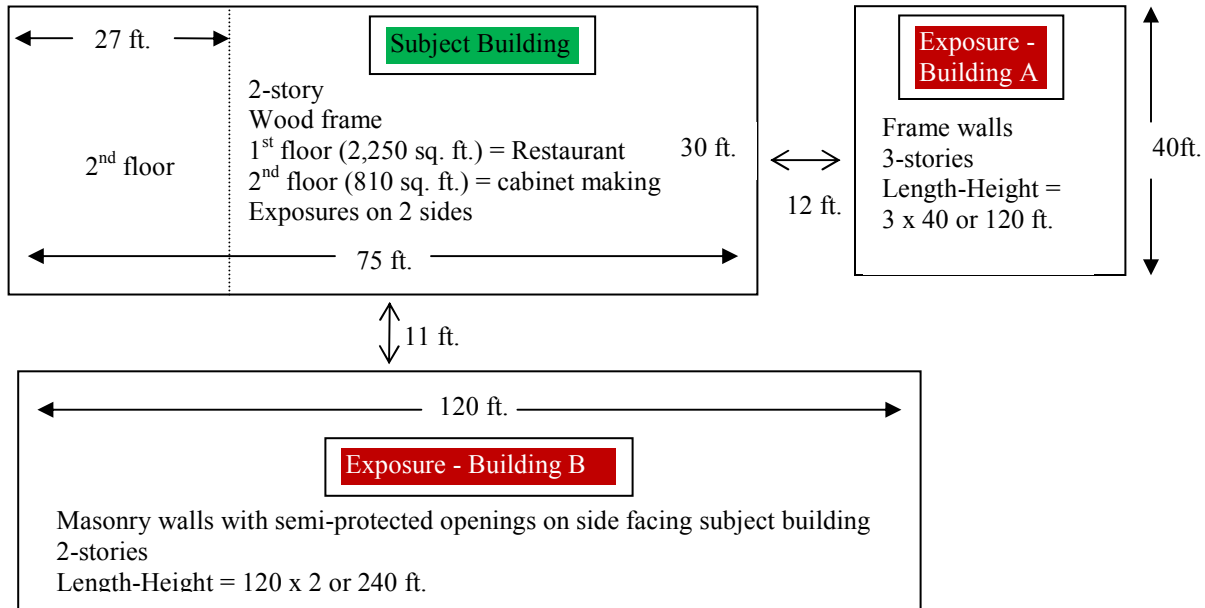 27 ft.
Subject Building
2-story
Wood frame
1st floor (2,250 sq. ft.) = Restaurant
2nd floor (810 sq. ft.) = cabinet making
Exposures on 2 sides
2nd floor
30 ft.
75 ft.
12 ft.
Exposure -
Building A
Frame walls
3-stories
Length-Height =
3 x 40 or 120 ft.
40ft.
11 ft.
120 ft.
Exposure - Building B
Masonry walls with semi-protected openings on side facing subject building
2-stories
Length-Height = 120 x 2 or 240 ft.